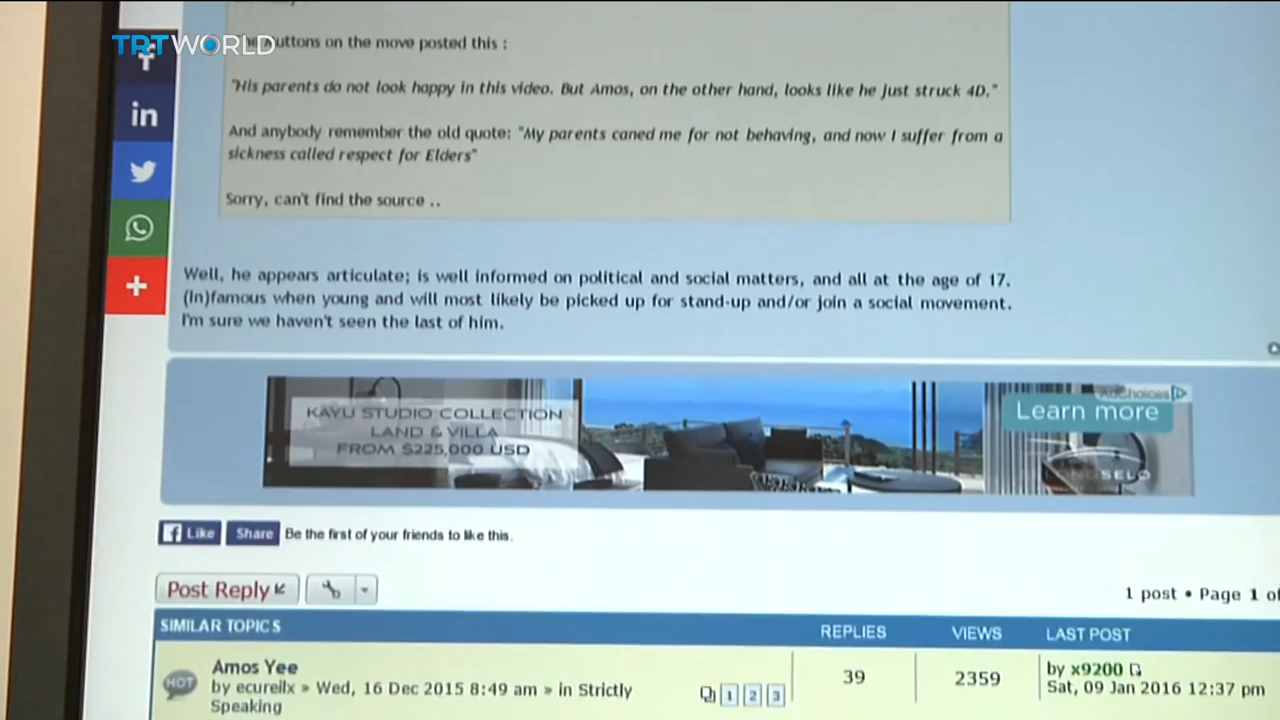 TRT WORLD
uttons on the move posted this :
"His parents do not look happy in this video. But Amos, on the other hand, looks like he just struck 4D."
And anybody remember the old quote: "My parents caned me for not behaving, and now I suffer from a
sickness called respect for Elders"
Sorry, can't find the source ..
Well, he appears articulate; is well informed on political and social matters, and all at the age of 17.
(In)famous when young and will most likely be picked up for stand-up and/or join a social movement.
I'm sure we haven't seen the last of him.
AdChoices
KAYU STUDIO COLLECTION
LAND & VILLA
FROM $225,000 USD
Learn more
Like
Share
Be the first of your friends to like this.
Post Reply
1 post • Page 1 of
SIMILAR TOPICS
REPLIES
VIEWS
LAST POST
HOT
Amos Yee
by ecureilx » Wed, 16 Dec 2015 8:49 am » in Strictly
Speaking
1 2 3
39
2359
by x9200
Sat, 09 Jan 2016 12:37 pm